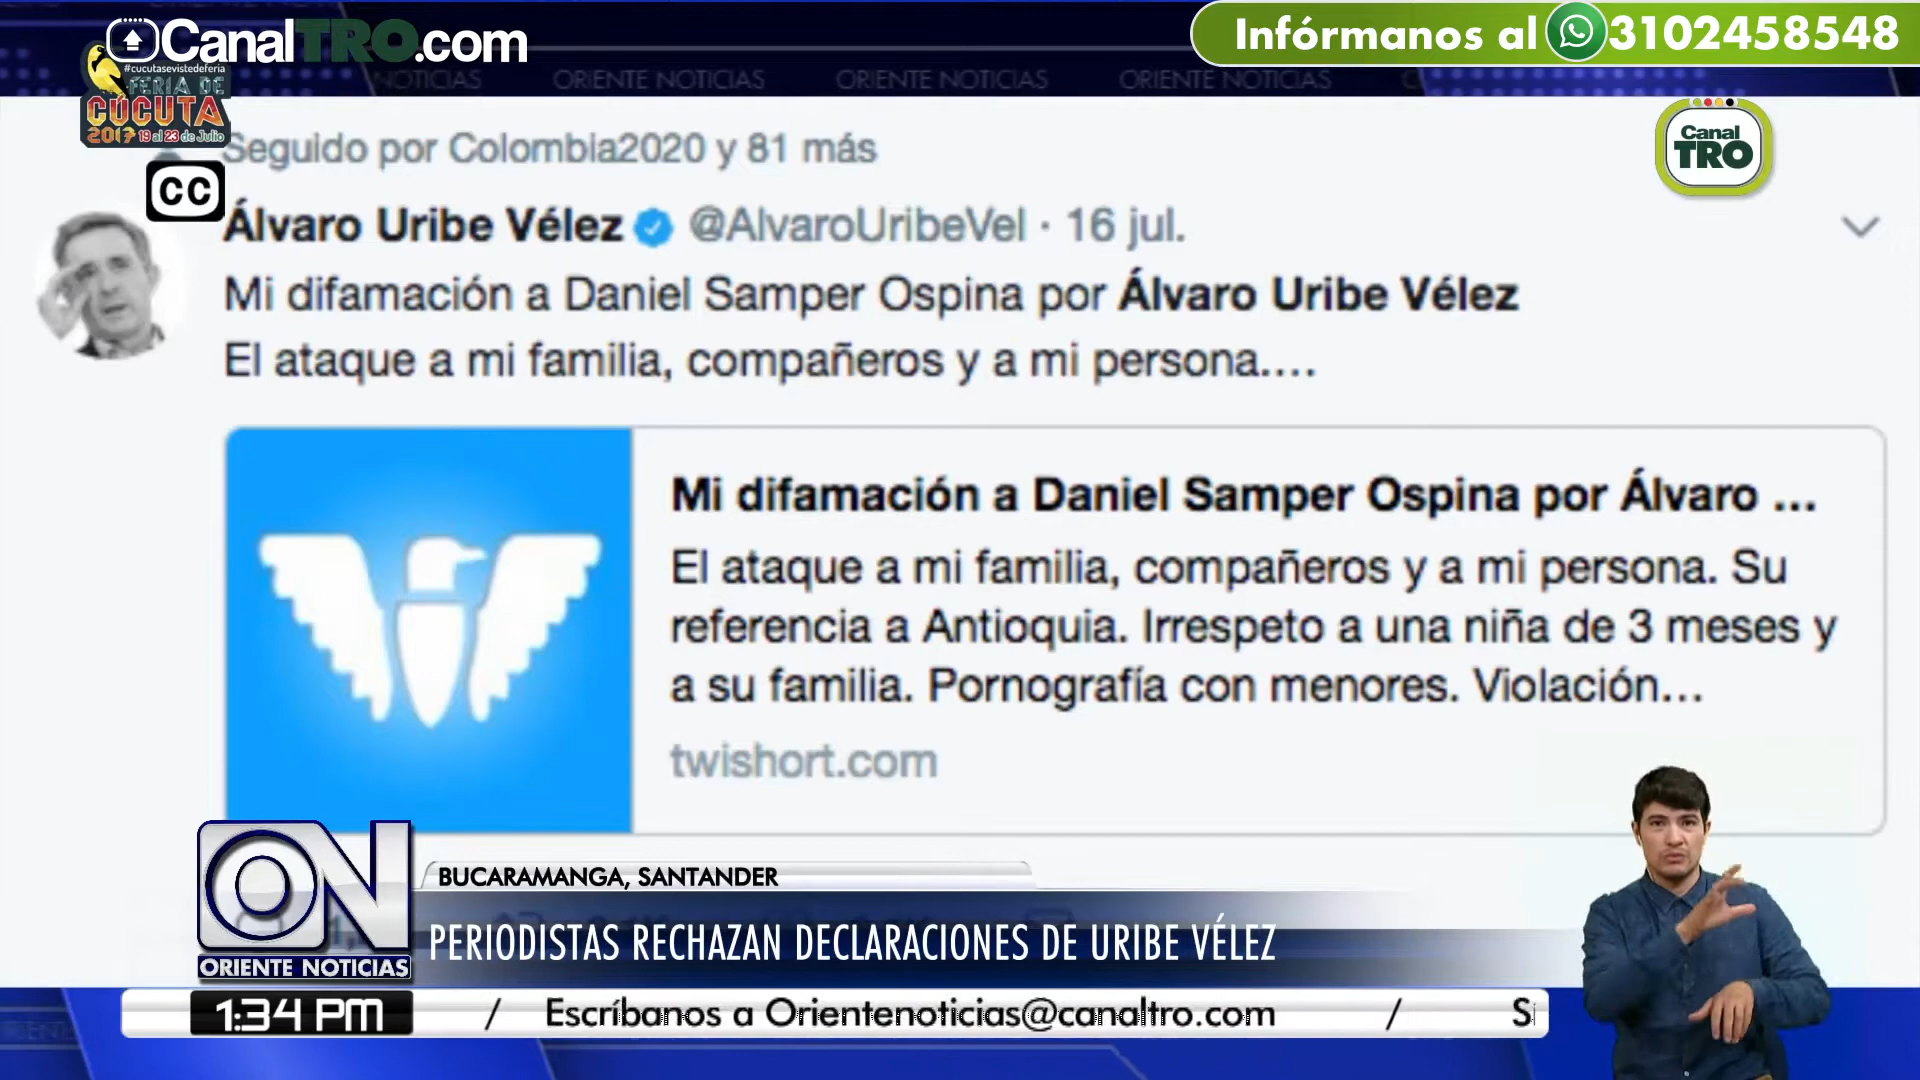 CanalTRO.com
Infórmanos al 3102458548
NOTICIAS ORIENTE NOTICIAS ORIENTE NOTICIAS ORIENTE NOTICIAS
#cucutasevistedeferia
FERIA DE
CÚCUTA
2017 19 al 23 de Julio
Canal
TRO
Seguido por Colombia2020 y 81 más
CC
Álvaro Uribe Vélez @AlvaroUribeVel · 16 jul.
Mi difamación a Daniel Samper Ospina por Álvaro Uribe Vélez
El ataque a mi familia, compañeros y a mi persona....
Mi difamación a Daniel Samper Ospina por Álvaro ...
El ataque a mi familia, compañeros y a mi persona. Su
referencia a Antioquia. Irrespeto a una niña de 3 meses y
a su familia. Pornografía con menores. Violación...
twishort.com
ON
ORIENTE NOTICIAS
BUCARAMANGA, SANTANDER
PERIODISTAS RECHAZAN DECLARACIONES DE URIBE VÉLEZ
1:34 PM
/ Escríbanos a Orientenoticias@canaltro.com / Si